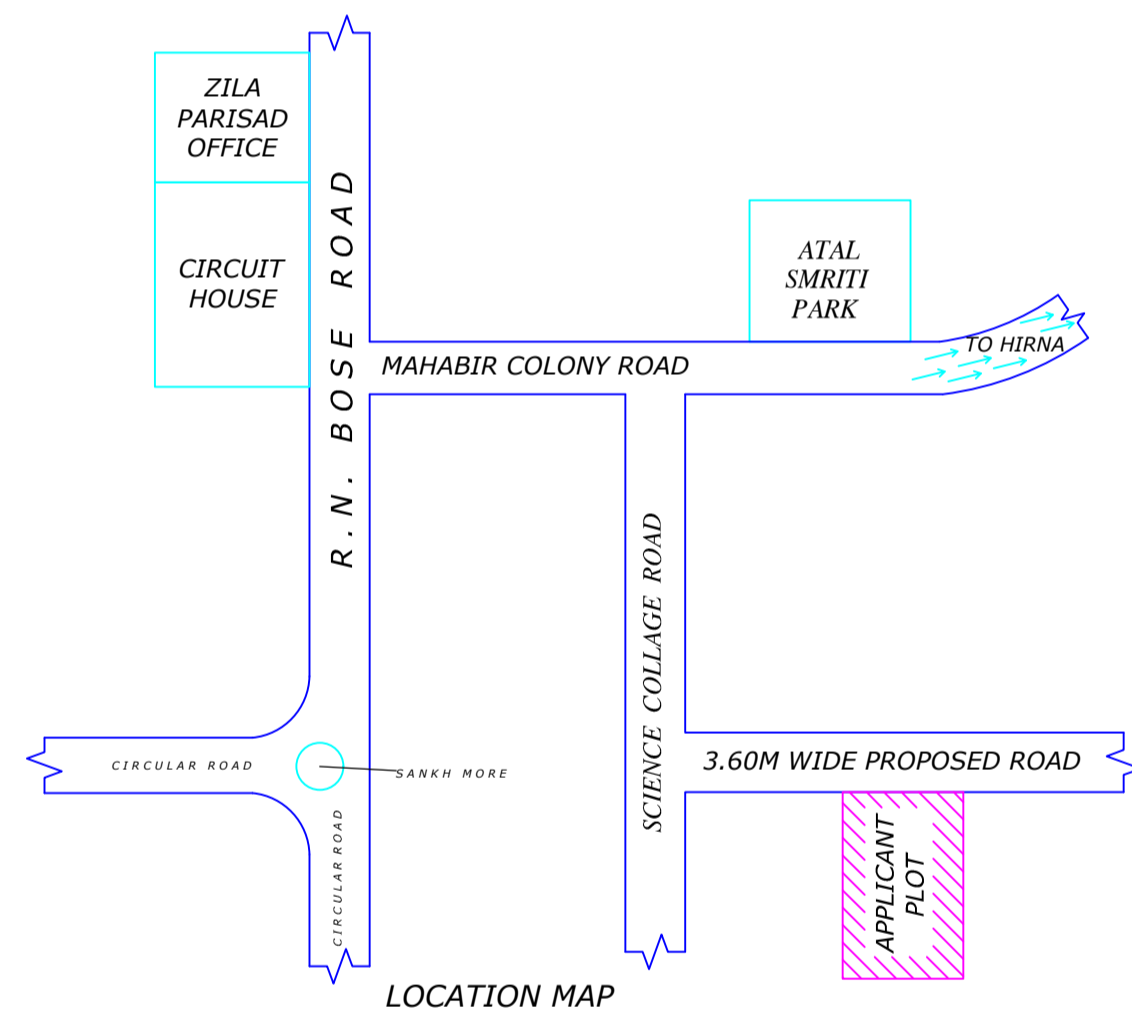 ZILA
PARISAD
OFFICE
CIRCUIT
HOUSE
R.N. BOSE ROAD
ATAL
SMRITI
PARK
TO HIRNA
MAHABIR COLONY ROAD
SCIENCE COLLAGE ROAD
3.60M WIDE PROPOSED ROAD
CIRCULAR ROAD
SANKH MORE
CIRCULAR ROAD
APPLICANT
PLOT
LOCATION MAP